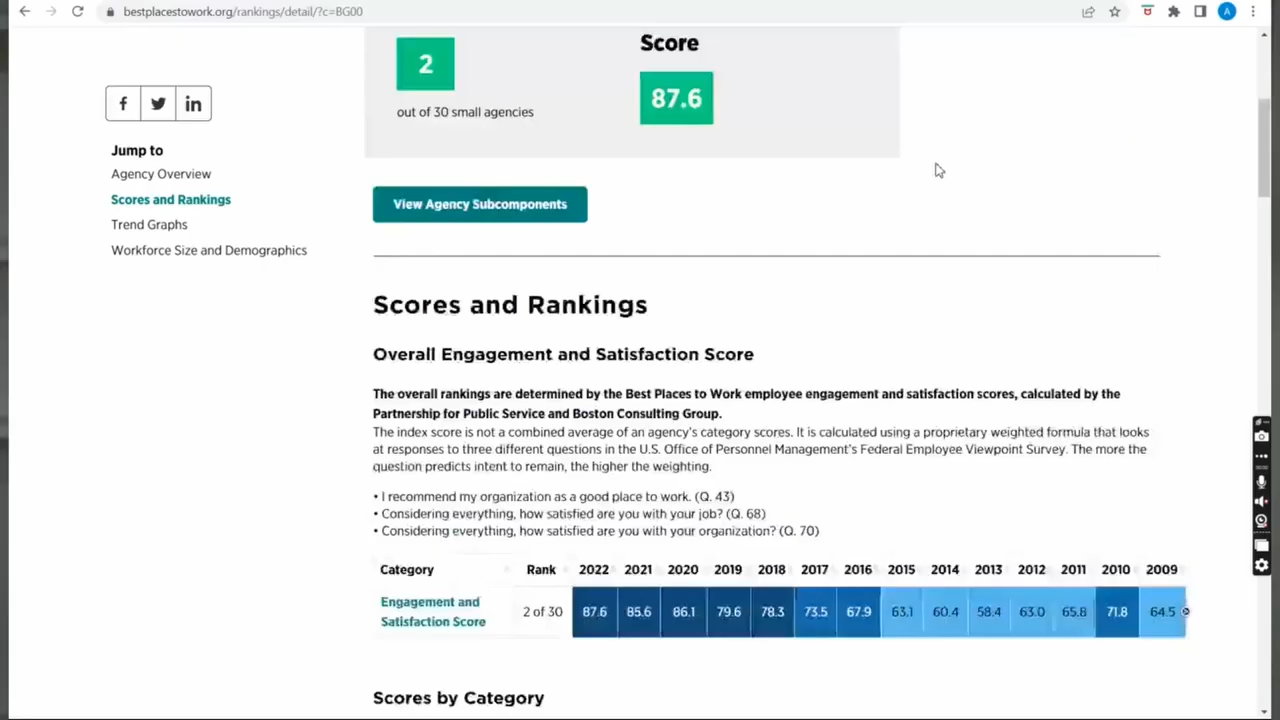 bestplacestowork.org/rankings/detail/?c=BG00
A
2
out of 30 small agencies
Score
87.6
Jump to
Agency Overview
Scores and Rankings
Trend Graphs
Workforce Size and Demographics
View Agency Subcomponents
Scores and Rankings
Overall Engagement and Satisfaction Score
The overall rankings are determined by the Best Places to Work employee engagement and satisfaction scores, calculated by the
Partnership for Public Service and Boston Consulting Group.
The index score is not a combined average of an agency's category scores. It is calculated using a proprietary weighted formula that looks
at responses to three different questions in the U.S. Office of Personnel Management's Federal Employee Viewpoint Survey. The more the
question predicts intent to remain, the higher the weighting.
• I recommend my organization as a good place to work. (Q. 43)
• Considering everything, how satisfied are you with your job? (Q. 68)
• Considering everything, how satisfied are you with your organization? (Q. 70)
Category Rank 2022 2021 2020 2019 2018 2017 2016 2015 2014 2013 2012 2011 2010 2009
Engagement and
Satisfaction Score
2 of 30 87.6 85.6 86.1 79.6 78.3 73.5 67.9 63.1 60.4 58.4 63.0 65.8 71.8 64.5
Scores by Category